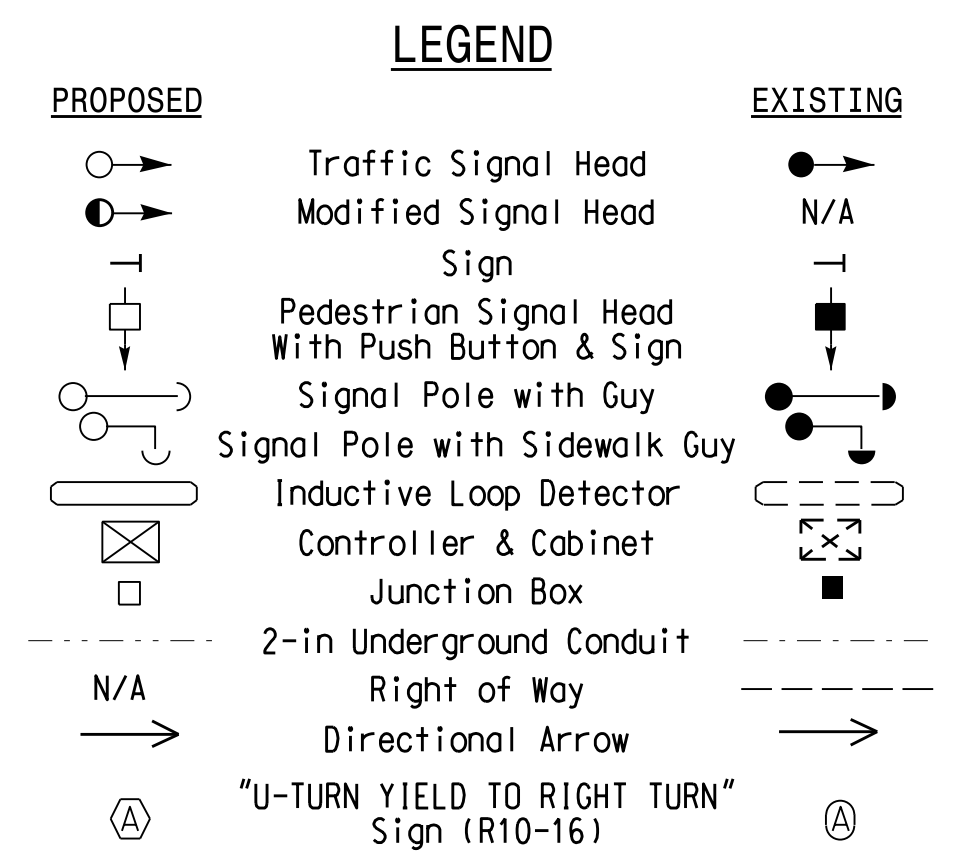 LEGEND
PROPOSED EXISTING
Traffic Signal Head
Modified Signal Head N/A
Sign
Pedestrian Signal Head
With Push Button & Sign
Signal Pole with Guy
Signal Pole with Sidewalk Guy
Inductive Loop Detector
Controller & Cabinet
Junction Box
2-in Underground Conduit
N/A Right of Way
Directional Arrow
"U-TURN YIELD TO RIGHT TURN"
A Sign (R10-16) A